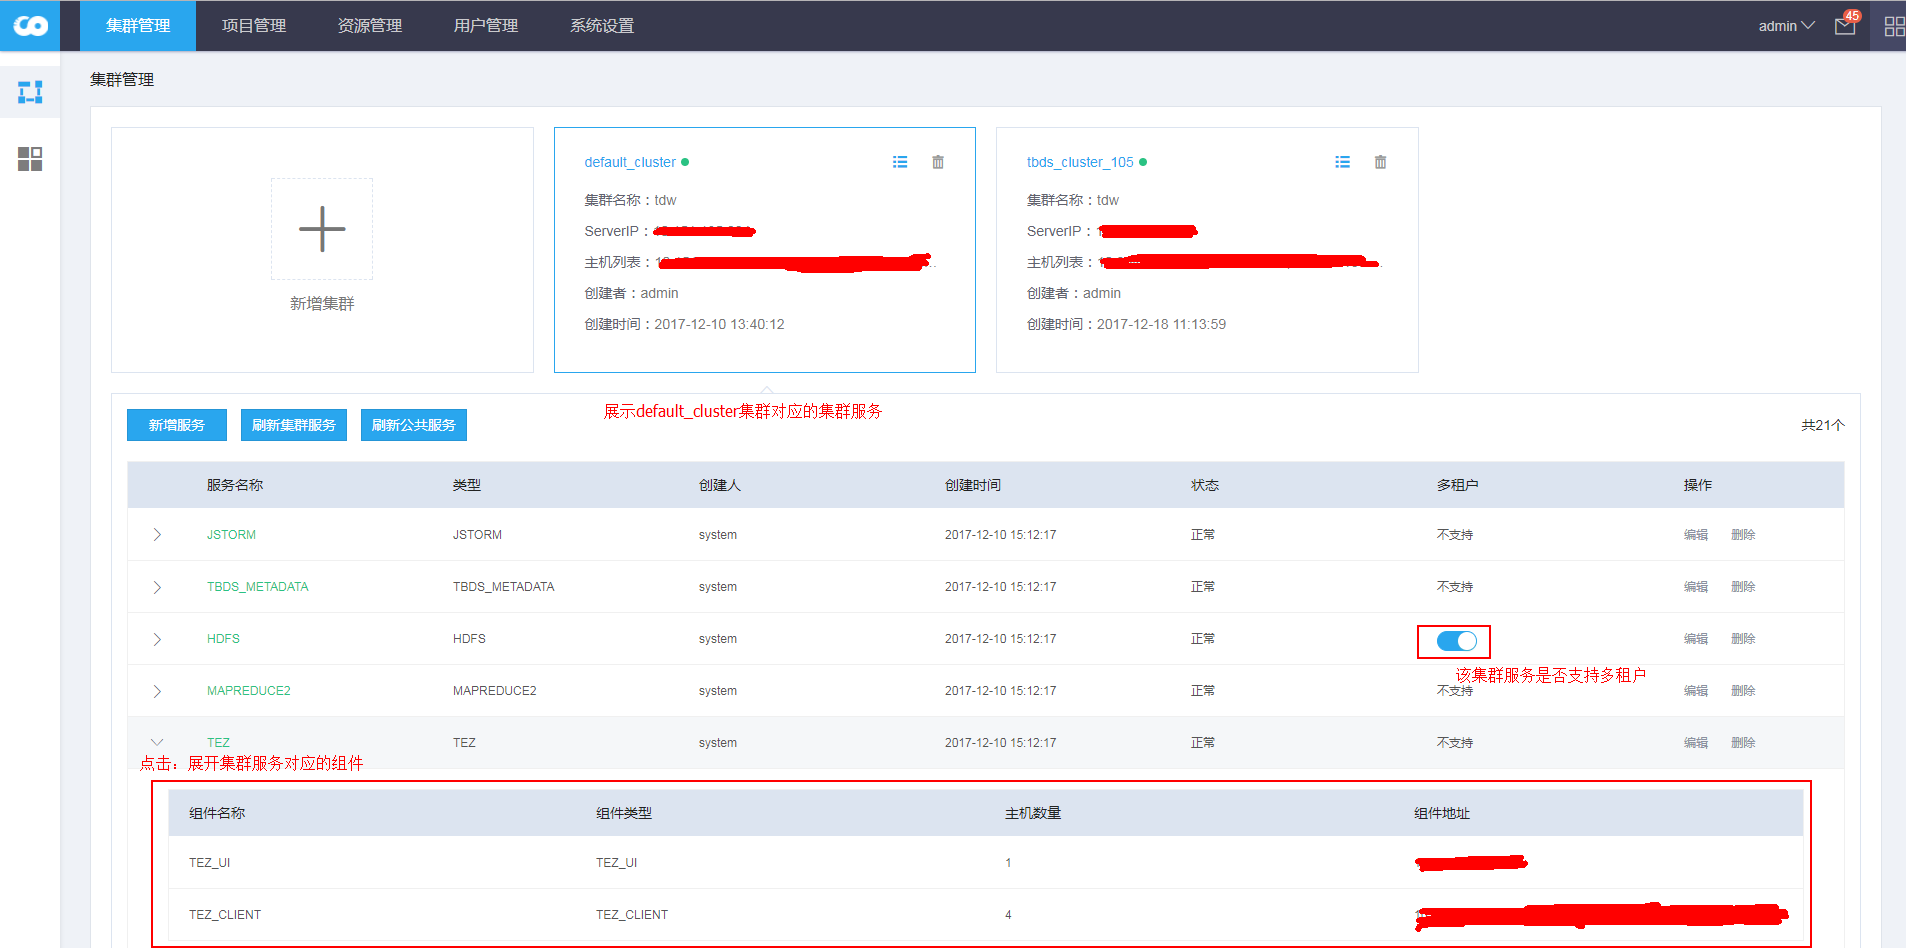 集群管理 项目管理 资源管理 用户管理 系统设置 admin 45
集群管理
新增集群
default_cluster
集群名称：tdw
ServerIP：
主机列表：
创建者：admin
创建时间：2017-12-10 13:40:12
tbds_cluster_105
集群名称：tdw
ServerIP：
主机列表：
创建者：admin
创建时间：2017-12-18 11:13:59
展示default_cluster集群对应的集群服务
新增服务 刷新集群服务 刷新公共服务 共21个
服务名称 类型 创建人 创建时间 状态 多租户 操作
JSTORM JSTORM system 2017-12-10 15:12:17 正常 不支持 编辑 删除
TBDS_METADATA TBDS_METADATA system 2017-12-10 15:12:17 正常 不支持 编辑 删除
HDFS HDFS system 2017-12-10 15:12:17 正常 编辑 删除
该集群服务是否支持多租户
MAPREDUCE2 MAPREDUCE2 system 2017-12-10 15:12:17 正常 不支持 编辑 删除
TEZ TEZ system 2017-12-10 15:12:17 正常 不支持 编辑 删除
点击：展开集群服务对应的组件
组件名称 组件类型 主机数量 组件地址
TEZ_UI TEZ_UI 1
TEZ_CLIENT TEZ_CLIENT 4